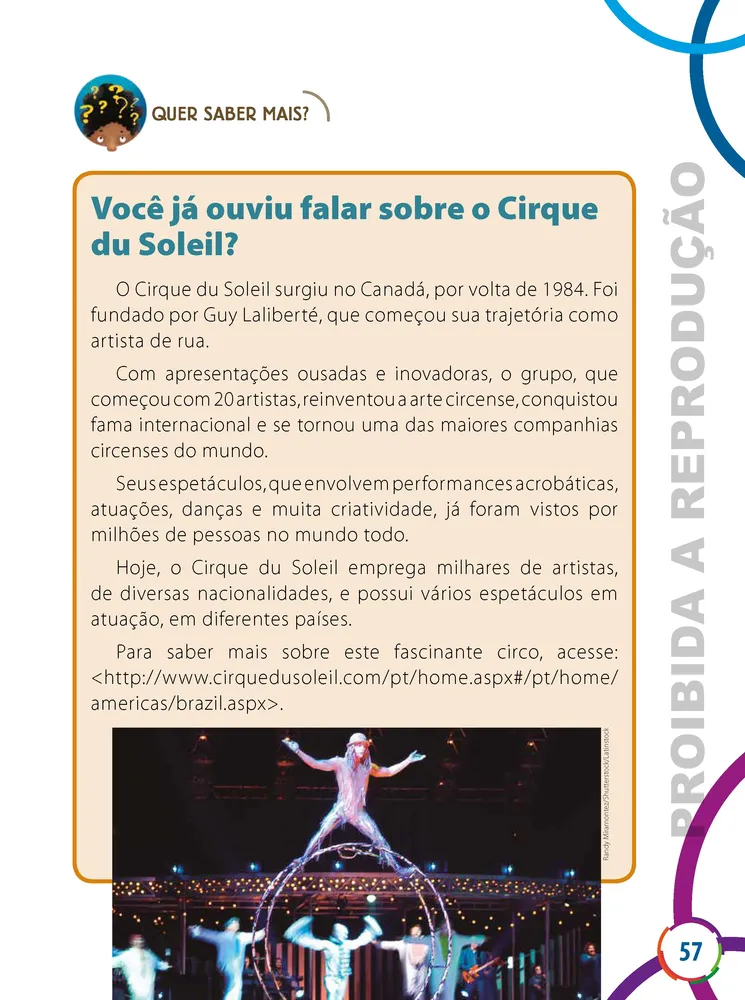 QUER SABER MAIS?
Você já ouviu falar sobre o Cirque
du Soleil?
O Cirque du Soleil surgiu no Canadá, por volta de 1984. Foi
fundado por Guy Laliberté, que começou sua trajetória como
artista de rua.
Com apresentações ousadas e inovadoras, o grupo, que
começou com 20 artistas, reinventou a arte circense, conquistou
fama internacional e se tornou uma das maiores companhias
circenses do mundo.
Seus espetáculos, que envolvem performances acrobáticas,
atuações, danças e muita criatividade, já foram vistos por
milhões de pessoas no mundo todo.
Hoje, o Cirque du Soleil emprega milhares de artistas,
de diversas nacionalidades, e possui vários espetáculos em
atuação, em diferentes países.
Para saber mais sobre este fascinante circo, acesse:
<http://www.cirquedusoleil.com/pt/home.aspx#/pt/home/
americas/brazil.aspx>.
Randy Miramontez/Shutterstock/Latinstock
PROIBIDA A REPRODUÇÃO
57